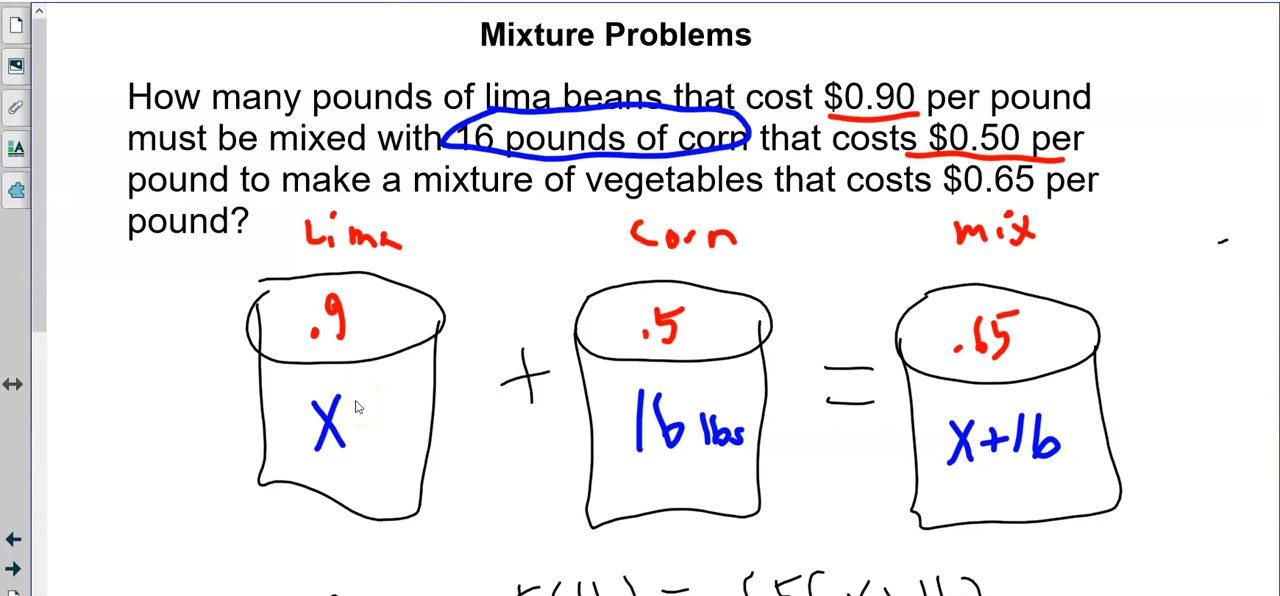 Mixture Problems
How many pounds of lima beans that cost $0.90 per pound
must be mixed with 16 pounds of corn that costs $0.50 per
pound to make a mixture of vegetables that costs $0.65 per
pound?
Lima Corn mix
.9 .5 .65
X + 16 lbs = X+16